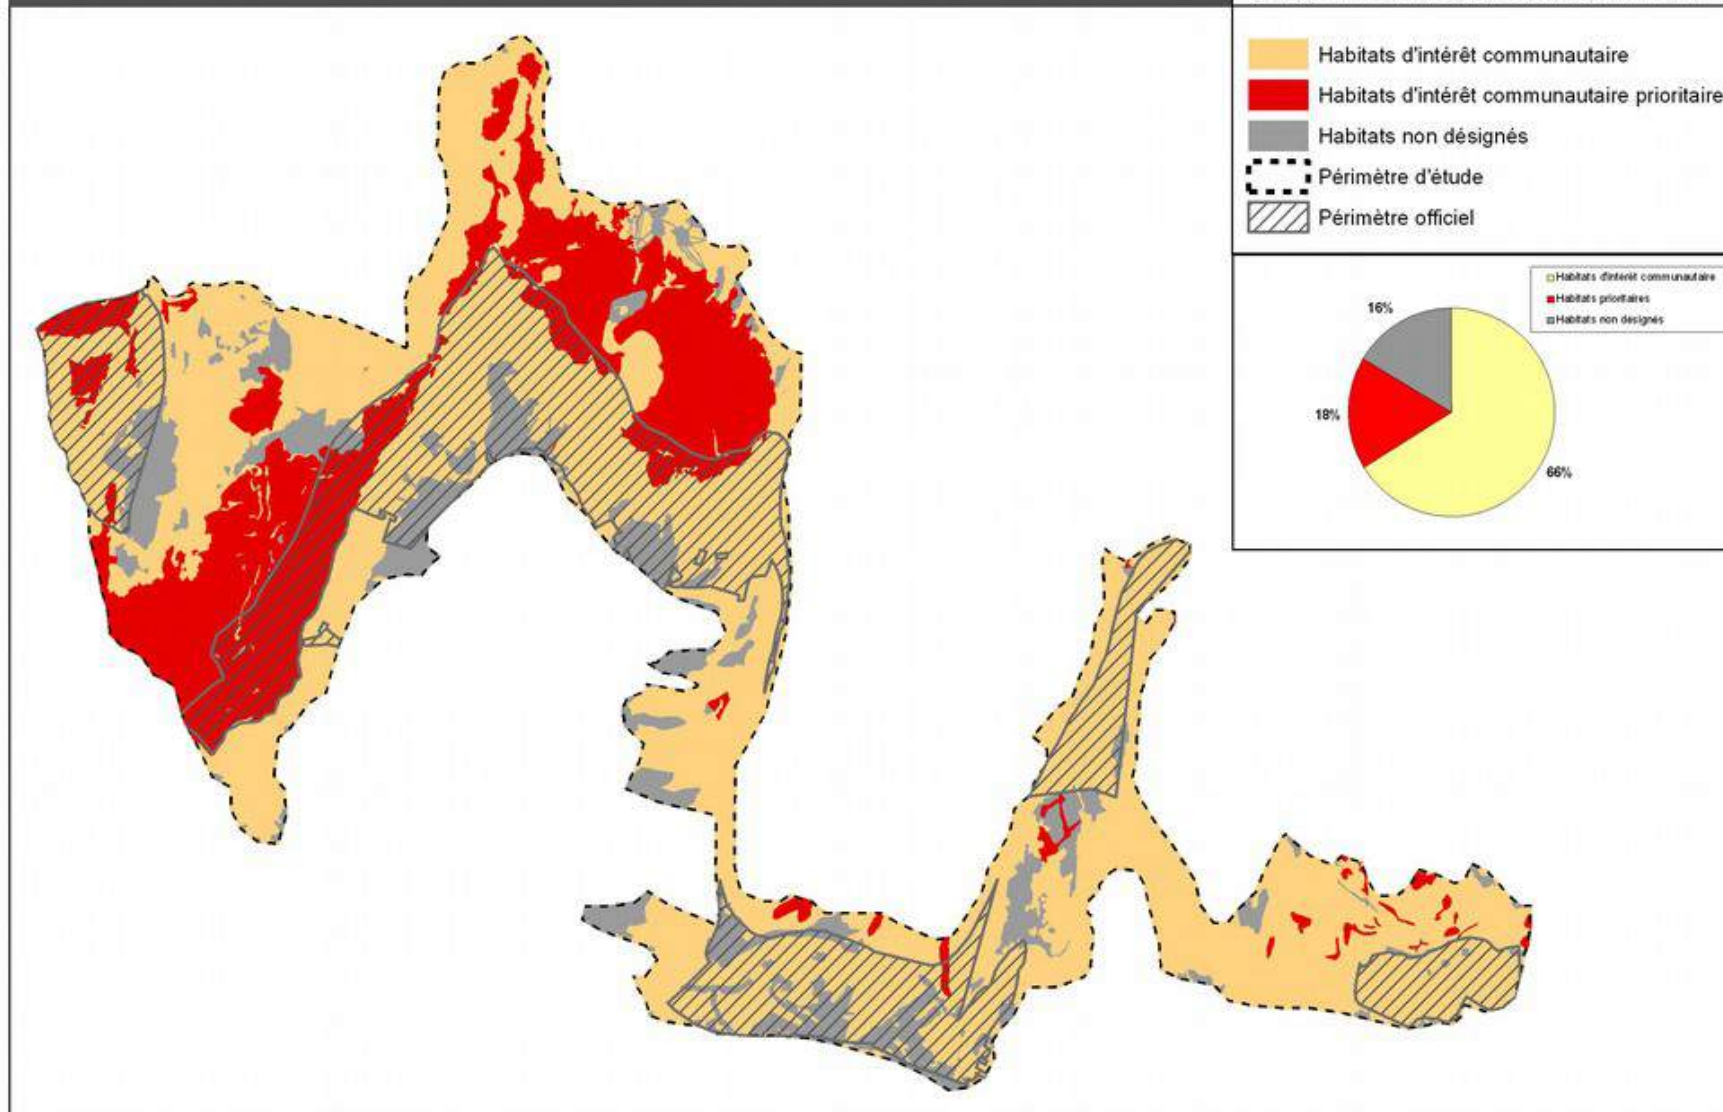 Habitats d'intérêt communautaire
Habitats d'intérêt communautaire prioritaire
Habitats non désignés
Périmètre d'étude
Périmètre officiel
Habitats d'intérêt communautaire
Habitats prioritaires
Habitats non désignés
16%
18%
66%